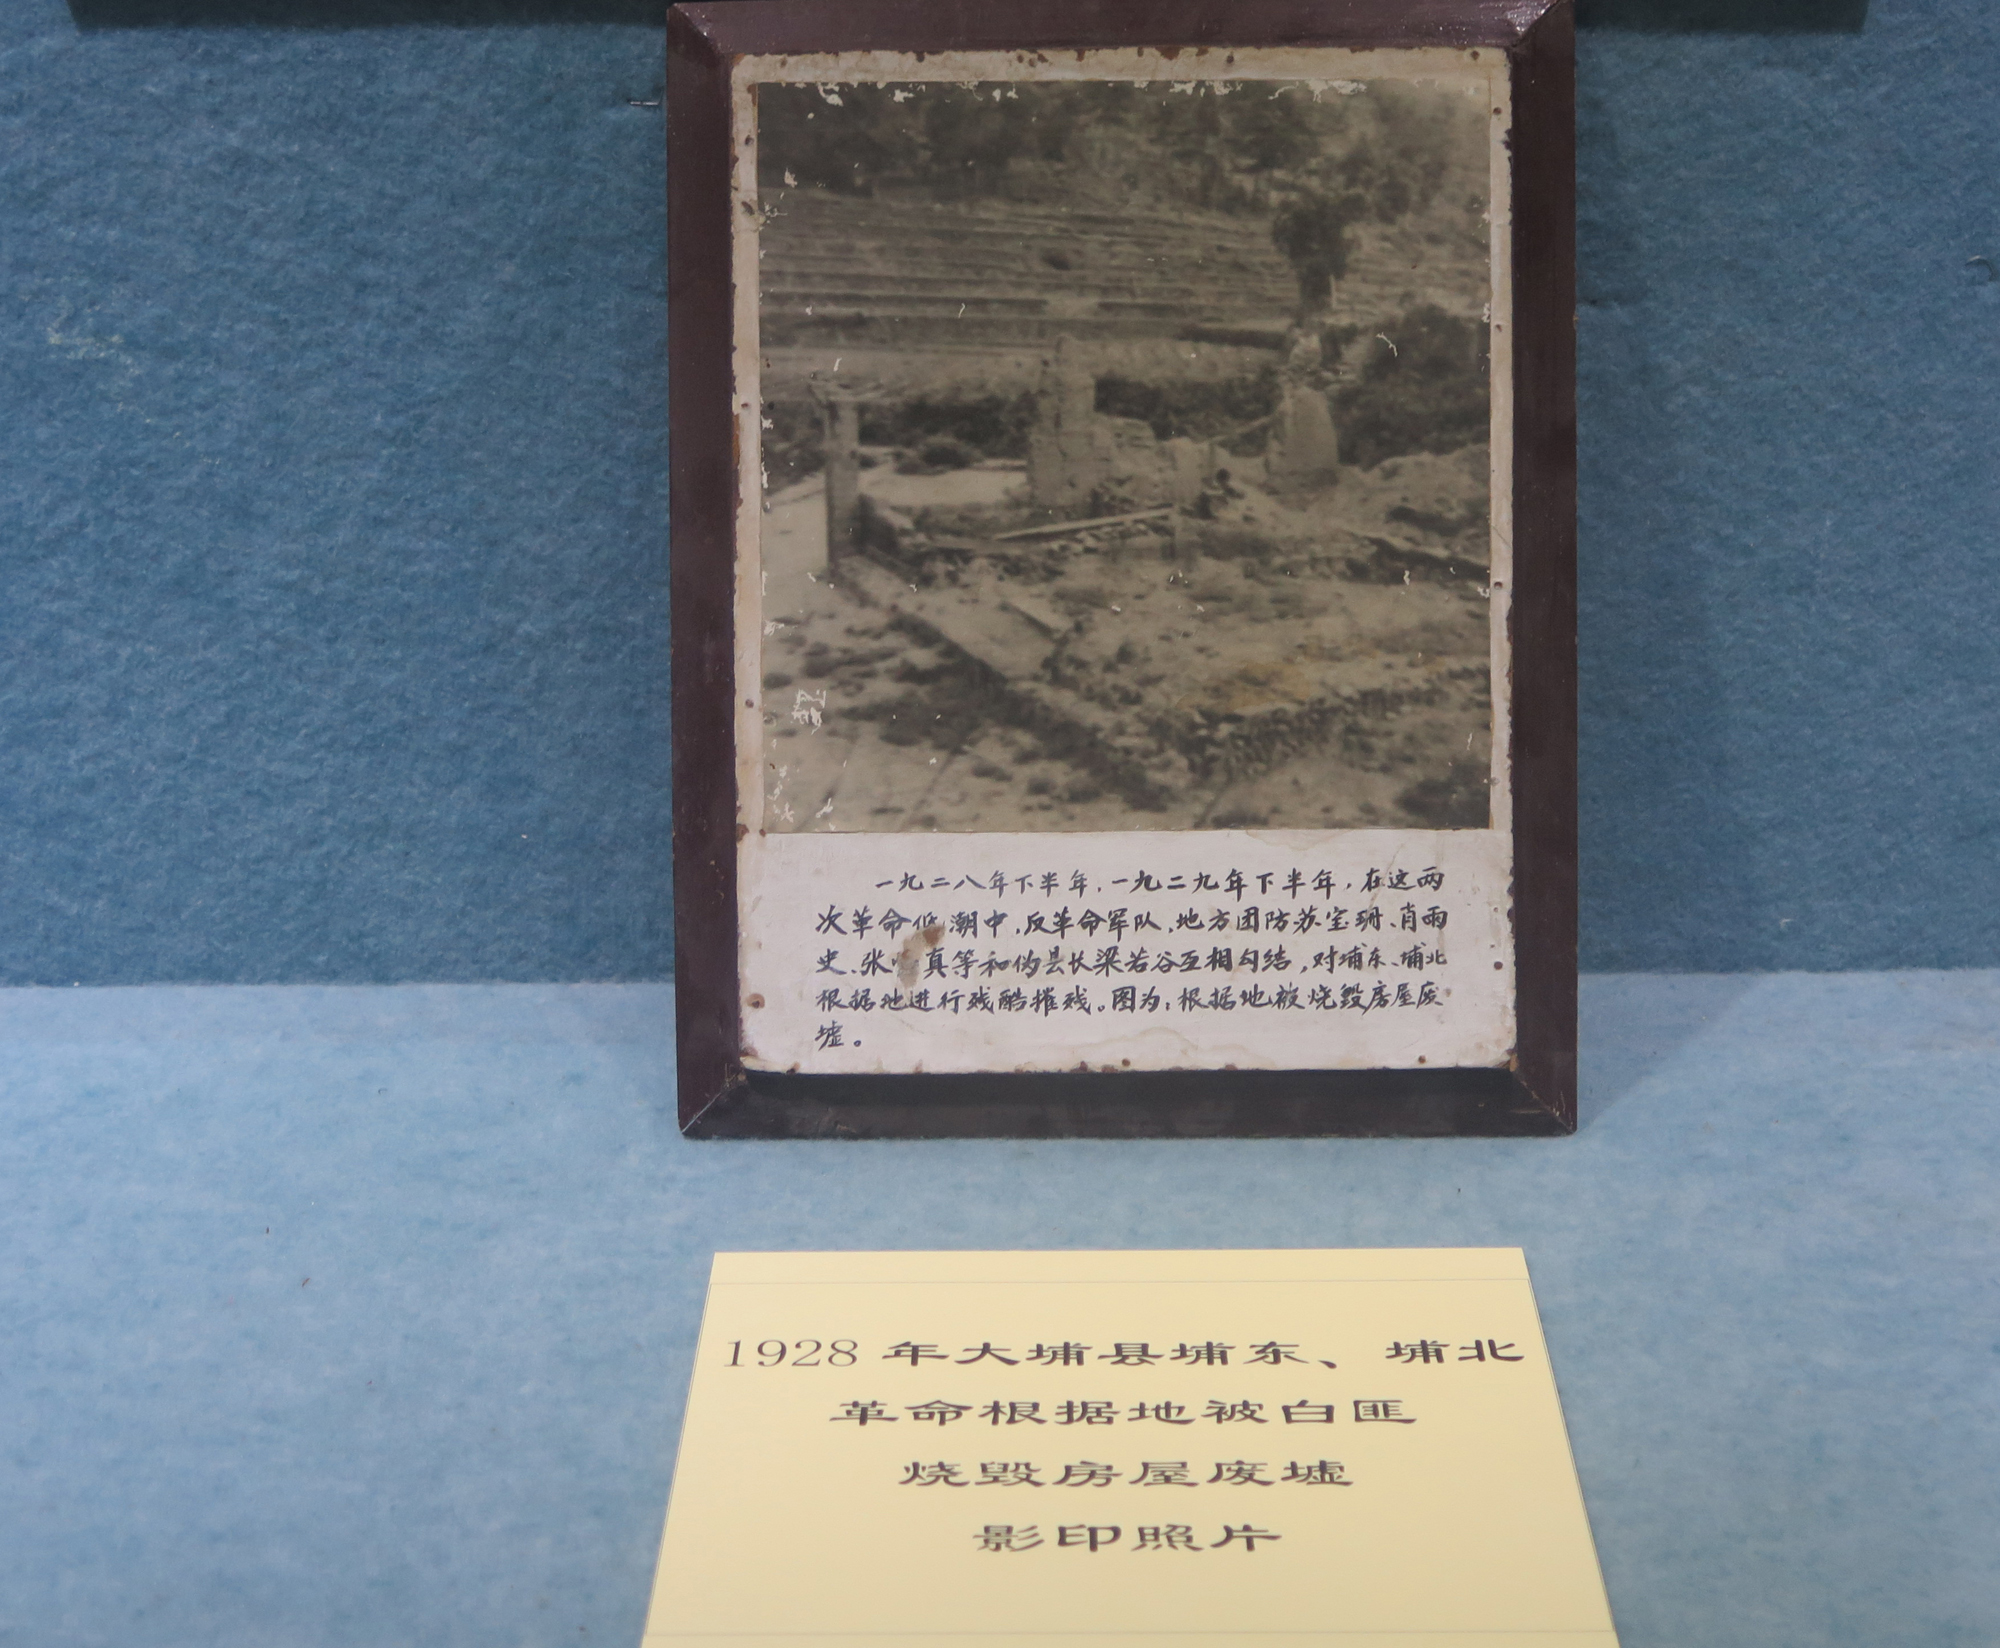 一九二八年下半年,一九二九年下半年,在这两
次革命低潮中,反革命军队、地方团防苏宝珊、肖雨
史、张 真等和伪县长梁若谷互相勾结,对埔东、埔北
根据地进行残酷摧残。图为:根据地被烧毁房屋废
墟。
1928 年大埔县埔东、埔北
革命根据地被白匪
烧毁房屋废墟
影印照片